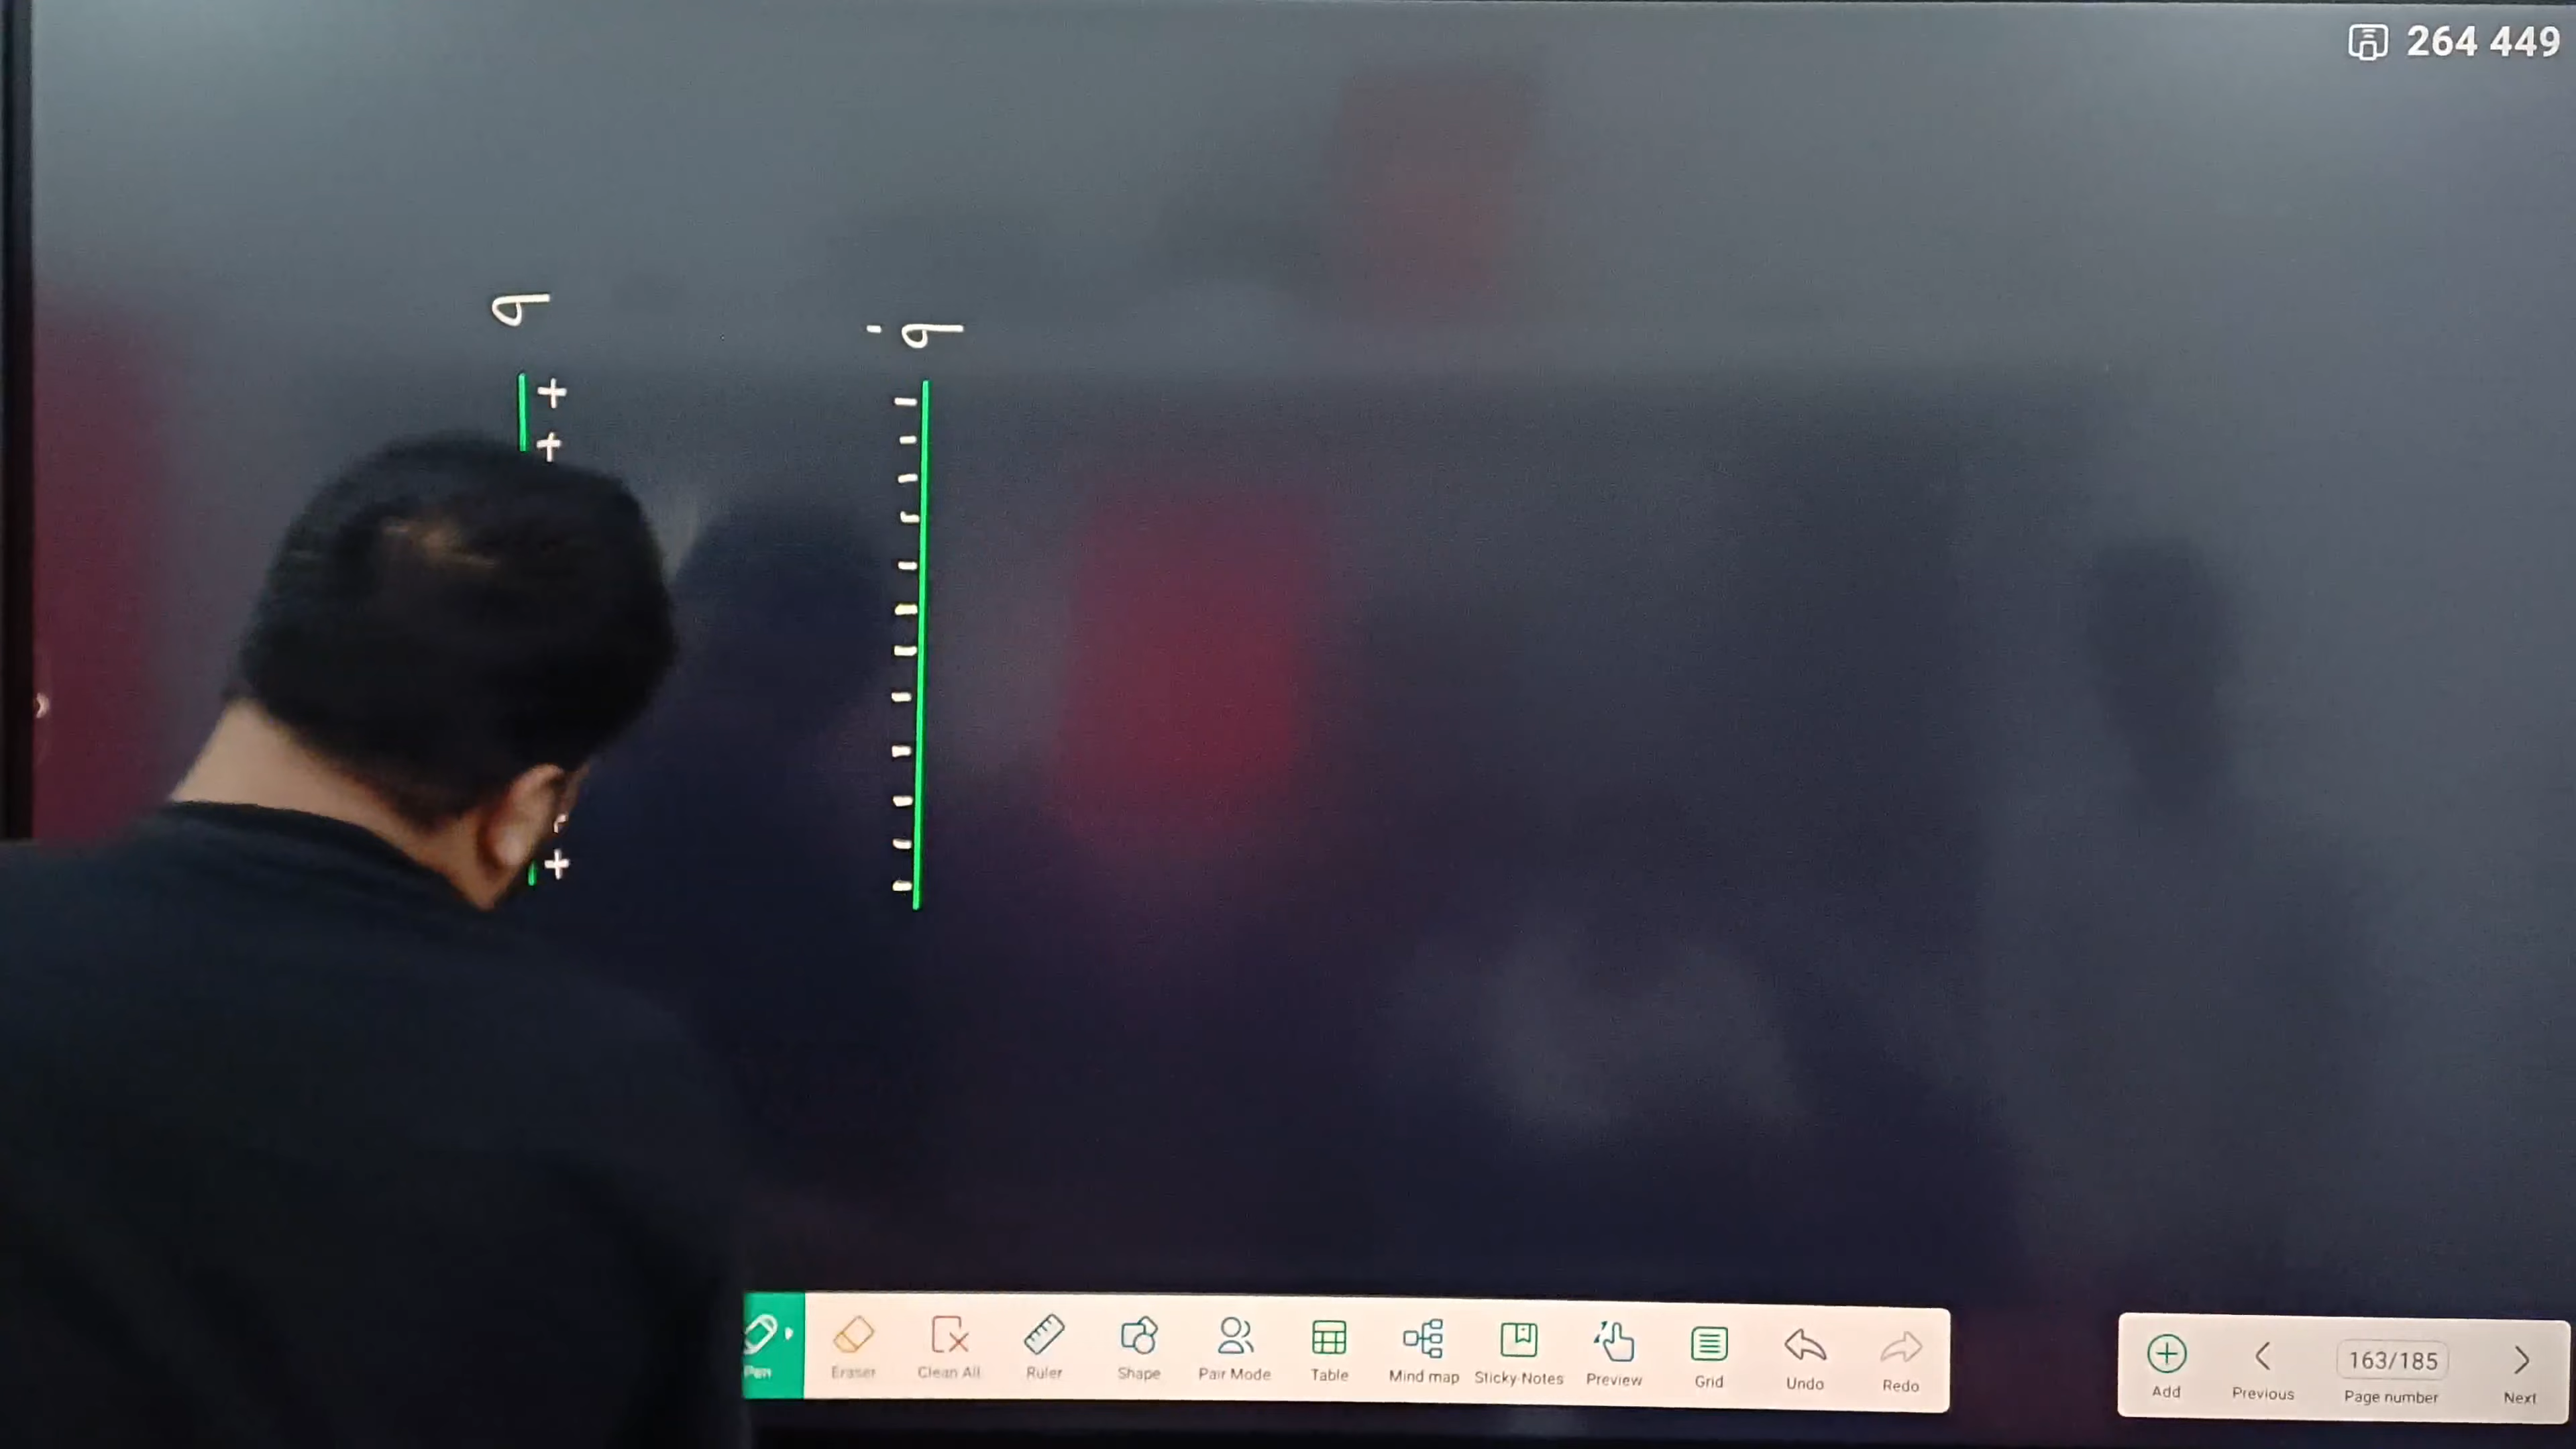 264 449
q
- q
+
+
+
- - - - - - - - - - - -
Pen
Eraser
Clean All
Ruler
Shape
Pair Mode
Table
Mind map
Sticky Notes
Preview
Grid
Undo
Redo
Add
Previous
163/185
Page number
Next